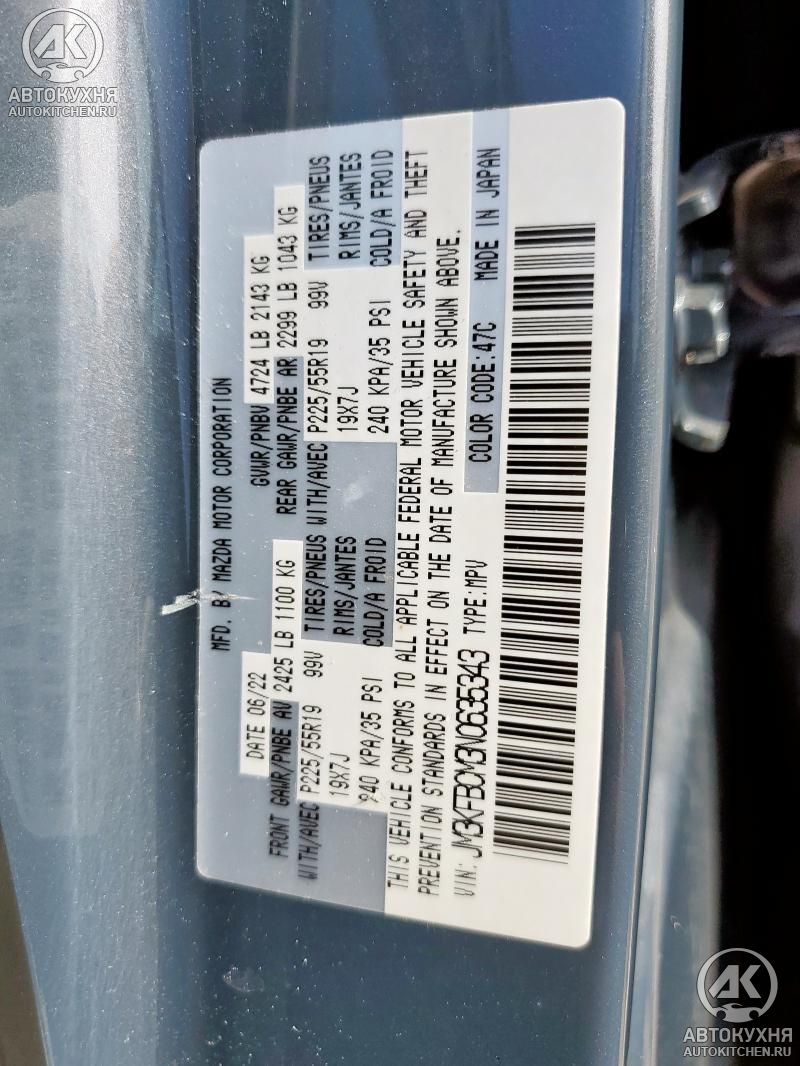 АК
АВТОКУХНЯ
AUTOKITCHEN.RU
MFD. BY MAZDA MOTOR CORPORATION
DATE 06/22 GVWR/PNBV 4724 LB 2143 KG
FRONT GAWR/PNBE AV 2425 LB 1100 KG REAR GAWR/PNBE AR 2299 LB 1043 KG
WITH/AVEC P225/55R19 99V TIRES/PNEUS WITH/AVEC P225/55R19 99V TIRES/PNEUS
19X7J RIMS/JANTES 19X7J RIMS/JANTES
240 KPA/35 PSI COLD/A FROID 240 KPA/35 PSI COLD/A FROID
THIS VEHICLE CONFORMS TO ALL APPLICABLE FEDERAL MOTOR VEHICLE SAFETY AND THEFT
PREVENTION STANDARDS IN EFFECT ON THE DATE OF MANUFACTURE SHOWN ABOVE.
VIN: JM3KFBCM3N0635343 TYPE:MPV COLOR CODE:47C MADE IN JAPAN
АК
АВТОКУХНЯ
AUTOKITCHEN.RU